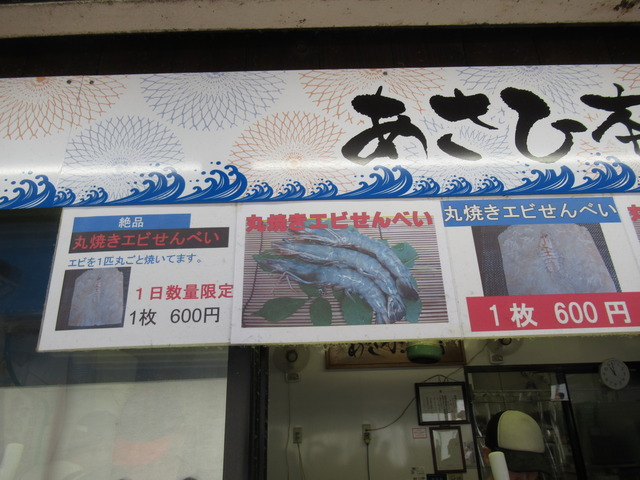 あさひ本
絶品
丸焼きエビせんべい
エビを1匹丸ごと焼いてます。
1日数量限定
1枚 600円
丸焼きエビせんべい
丸焼きエビせんべい
1枚 600円